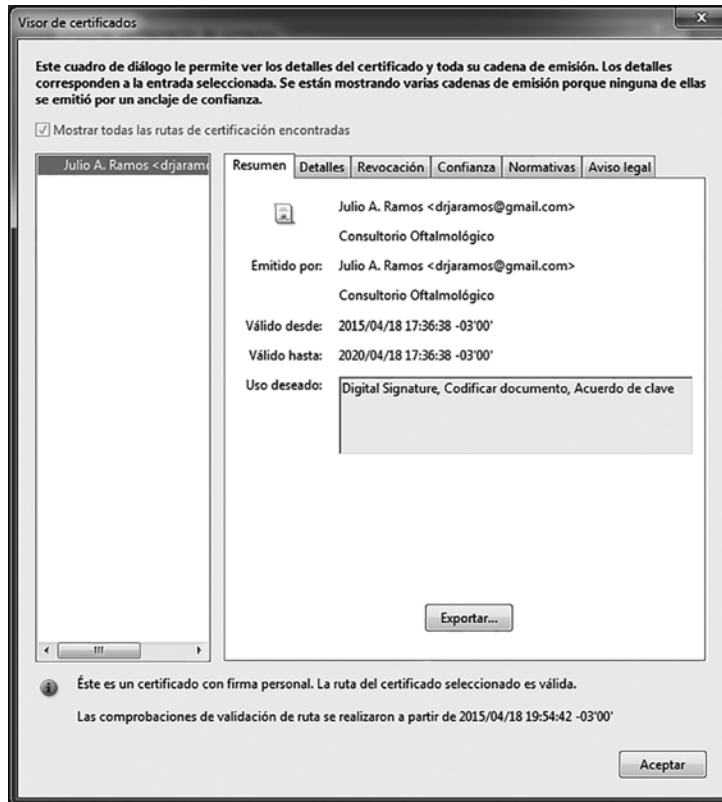 Visor de certificados
Este cuadro de diálogo le permite ver los detalles del certificado y toda su cadena de emisión. Los detalles
corresponden a la entrada seleccionada. Se están mostrando varias cadenas de emisión porque ninguna de ellas
se emitió por un anclaje de confianza.
Mostrar todas las rutas de certificación encontradas
Julio A. Ramos <drjaram
Resumen Detalles Revocación Confianza Normativas Aviso legal
Julio A. Ramos <drjaramos@gmail.com>
Consultorio Oftalmológico
Emitido por: Julio A. Ramos <drjaramos@gmail.com>
Consultorio Oftalmológico
Válido desde: 2015/04/18 17:36:38 -03'00'
Válido hasta: 2020/04/18 17:36:38 -03'00'
Uso deseado: Digital Signature, Codificar documento, Acuerdo de clave
Exportar...
Éste es un certificado con firma personal. La ruta del certificado seleccionado es válida.
Las comprobaciones de validación de ruta se realizaron a partir de 2015/04/18 19:54:42 -03'00'
Aceptar